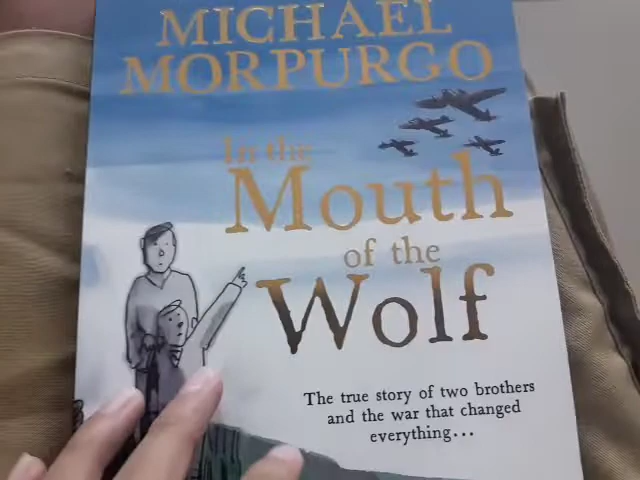 MICHAEL
MORPURGO
In the
Mouth
of the
Wolf
The true story of two brothers
and the war that changed
everything...